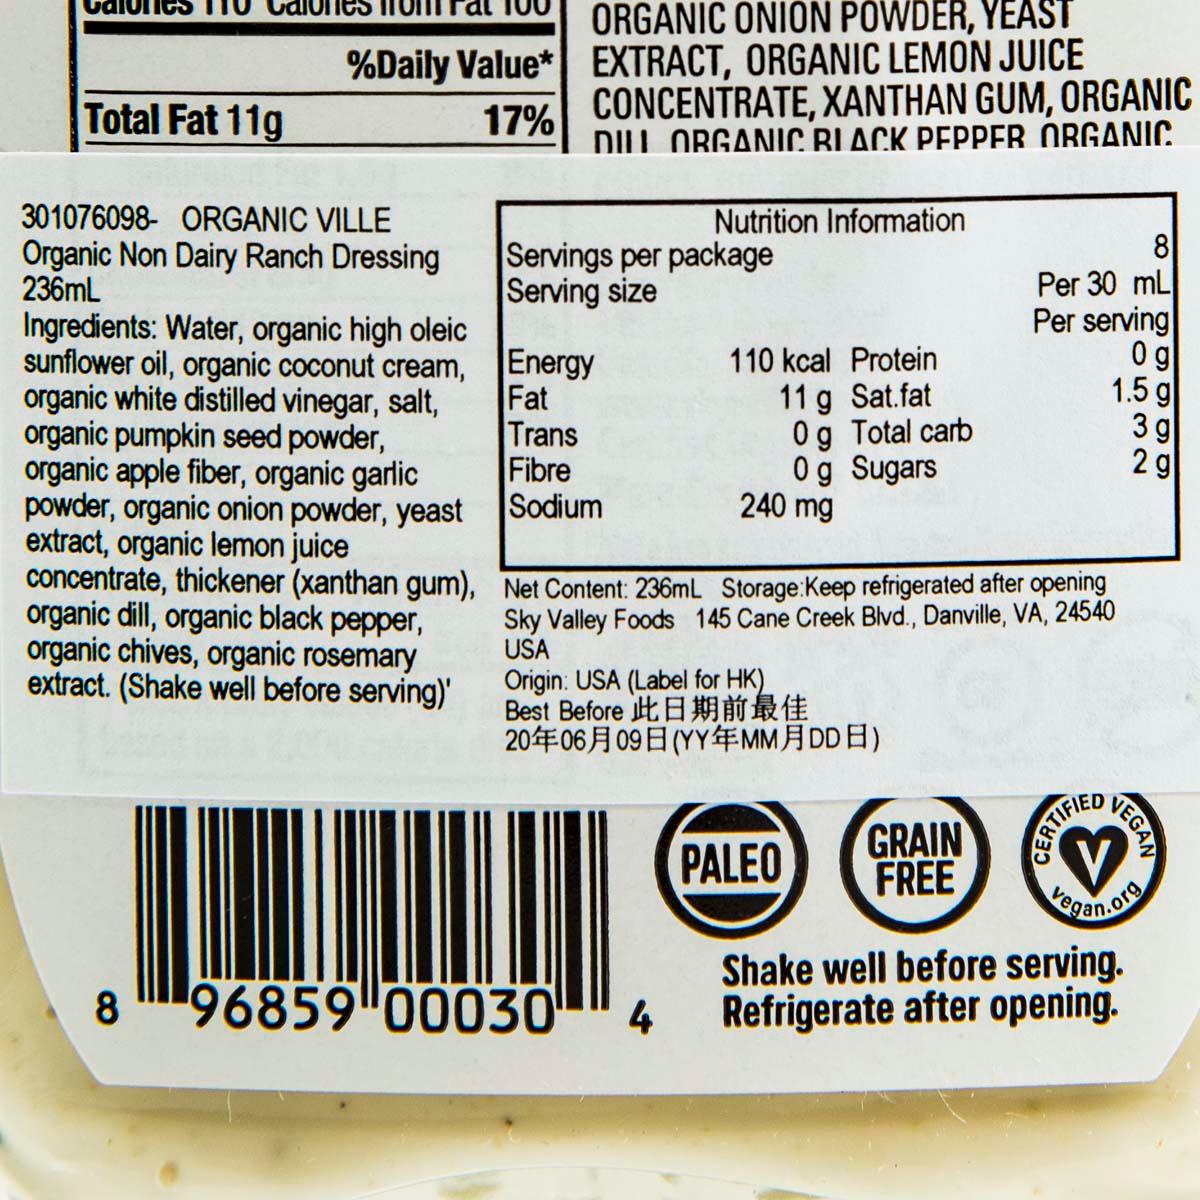 Calories 110 Calories from Fat 100
%Daily Value*
Total Fat 11g 17%
ORGANIC ONION POWDER, YEAST
EXTRACT, ORGANIC LEMON JUICE
CONCENTRATE, XANTHAN GUM, ORGANIC
DILL, ORGANIC BLACK PEPPER, ORGANIC
301076098- ORGANIC VILLE
Organic Non Dairy Ranch Dressing
236mL
Ingredients: Water, organic high oleic
sunflower oil, organic coconut cream,
organic white distilled vinegar, salt,
organic pumpkin seed powder,
organic apple fiber, organic garlic
powder, organic onion powder, yeast
extract, organic lemon juice
concentrate, thickener (xanthan gum),
organic dill, organic black pepper,
organic chives, organic rosemary
extract. (Shake well before serving)'
Nutrition Information
Servings per package 8
Serving size Per 30 mL
Per serving
Energy 110 kcal Protein 0 g
Fat 11 g Sat.fat 1.5 g
Trans 0 g Total carb 3 g
Fibre 0 g Sugars 2 g
Sodium 240 mg
Net Content: 236mL Storage:Keep refrigerated after opening
Sky Valley Foods 145 Cane Creek Blvd., Danville, VA, 24540
USA
Origin: USA (Label for HK)
Best Before 此日期前最佳
20年06月09日(YY年MM月DD日)
8 96859 00030 4
PALEO
GRAIN
FREE
CERTIFIED VEGAN
V
vegan.org
Shake well before serving.
Refrigerate after opening.